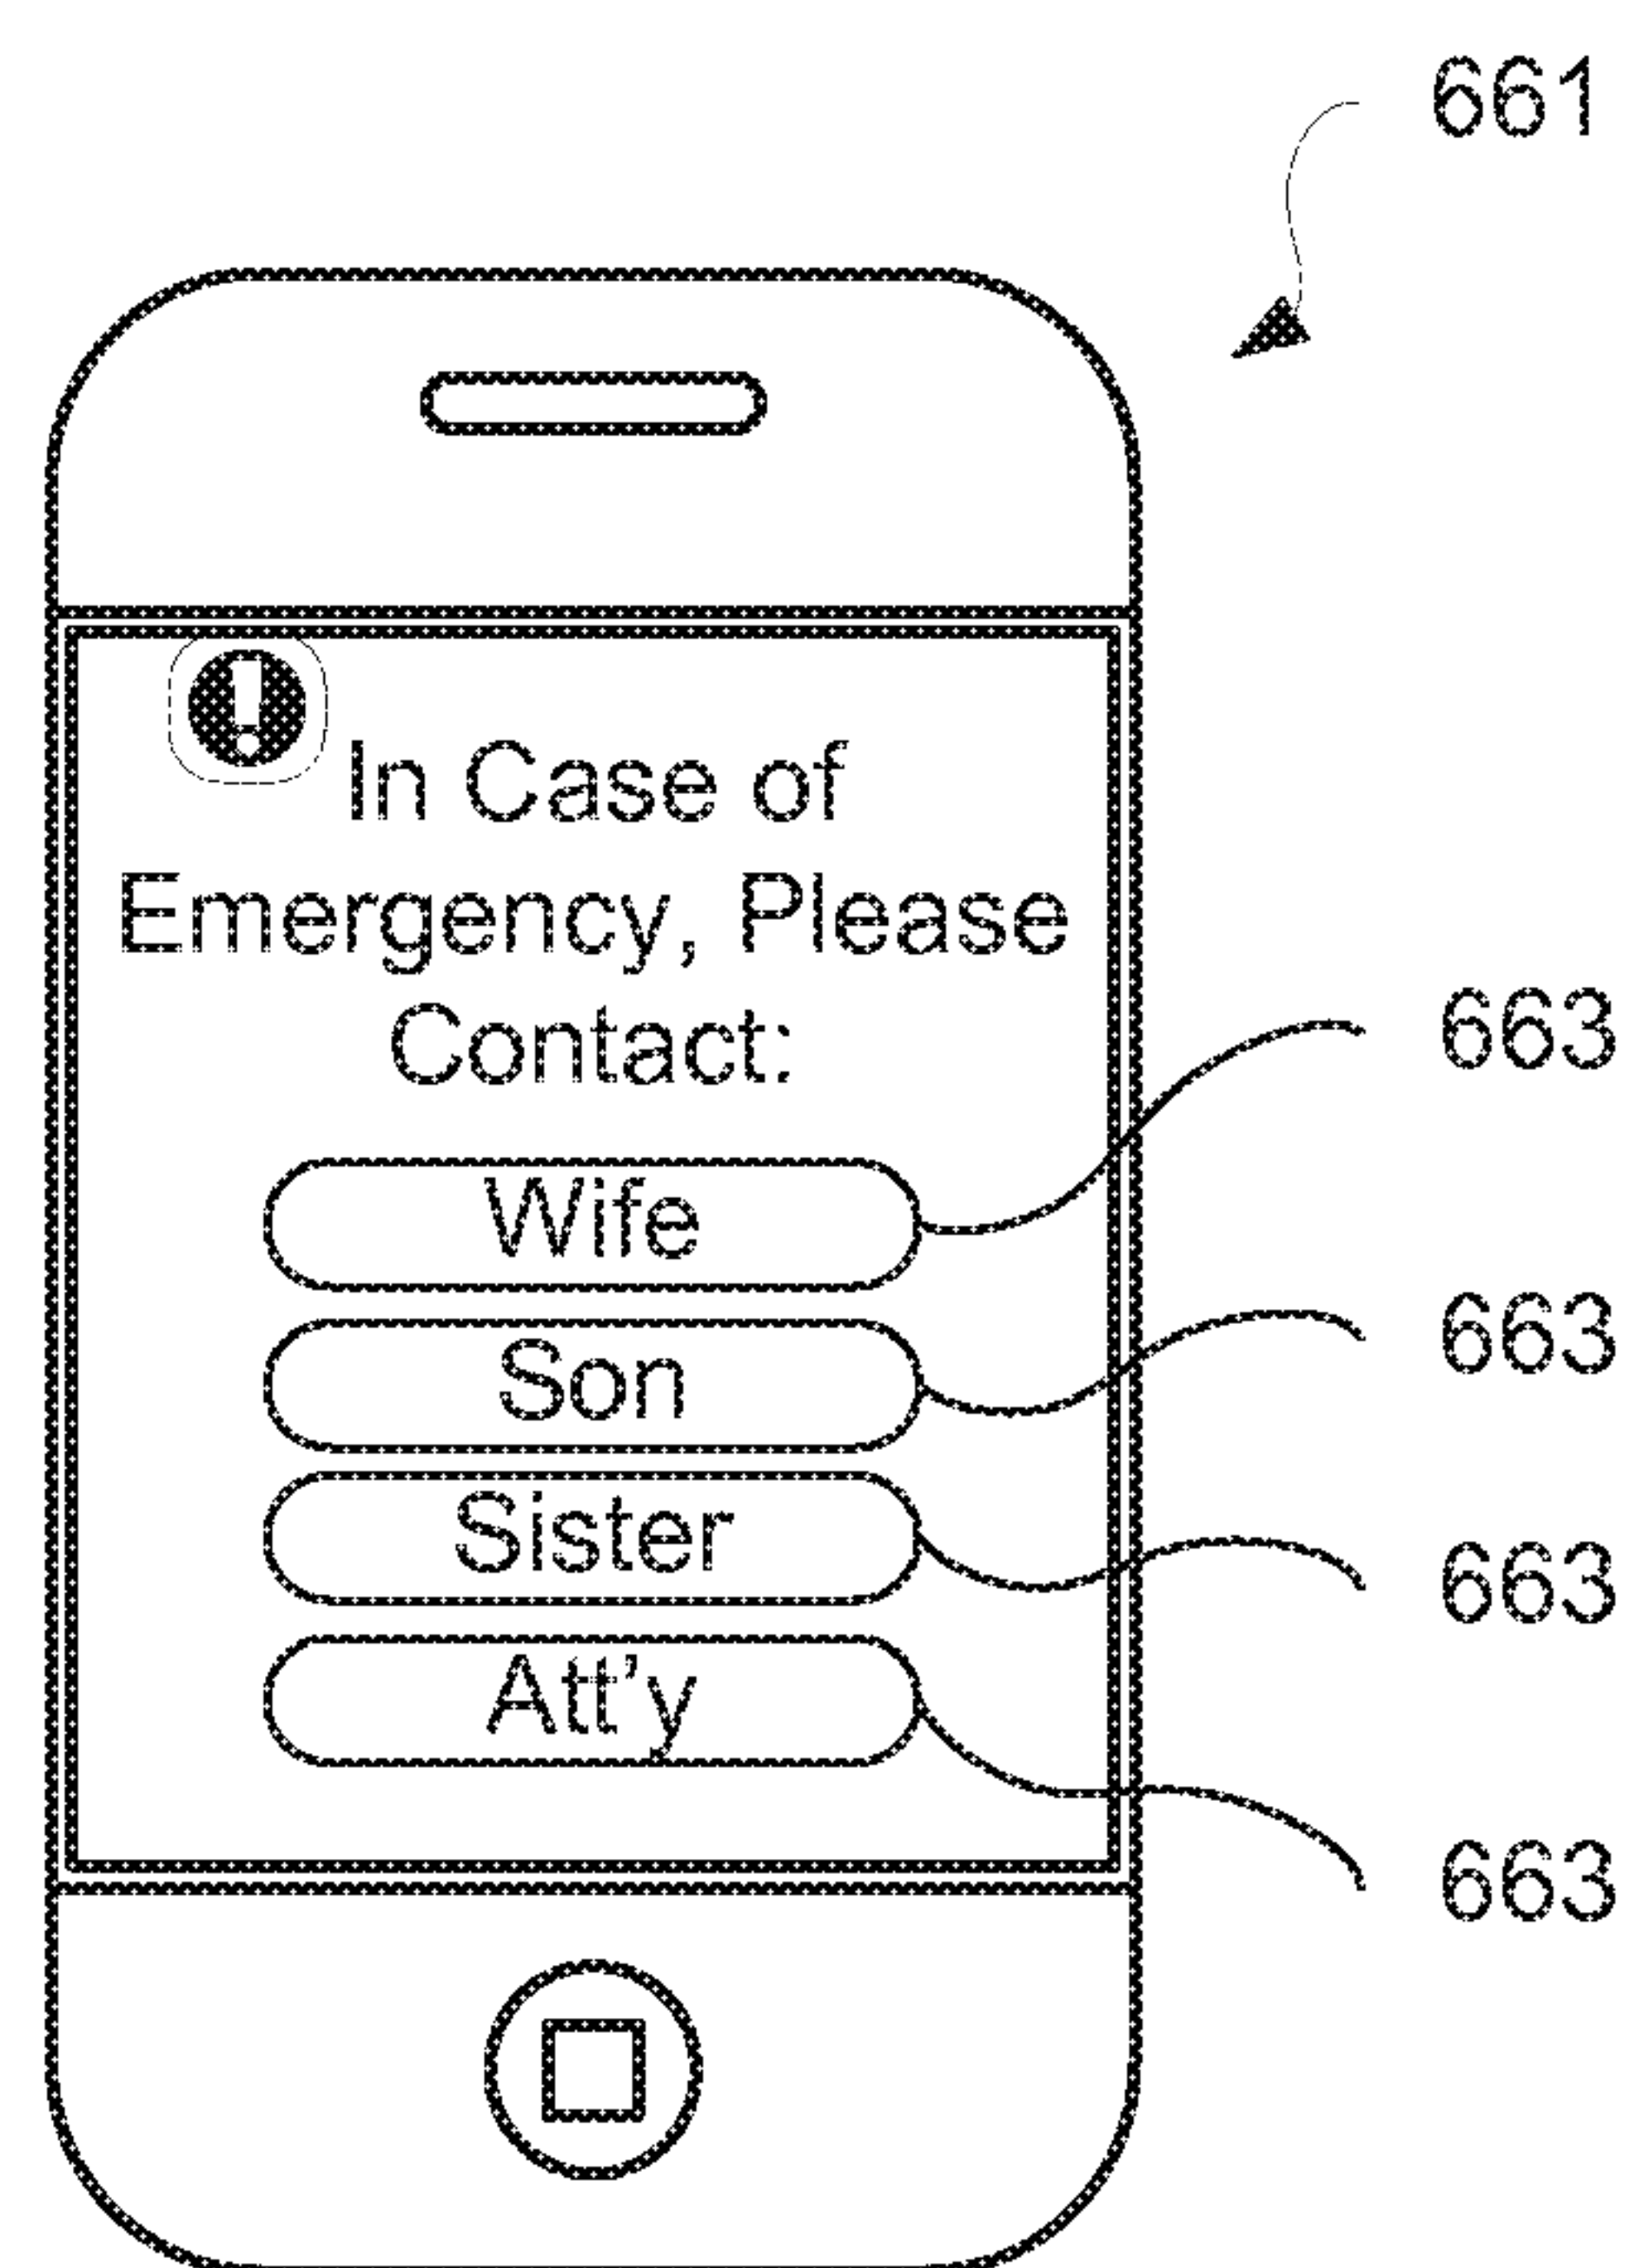 661
!
In Case of
Emergency, Please
Contact:
663
Wife
663
Son
Sister
663
Att'y
663